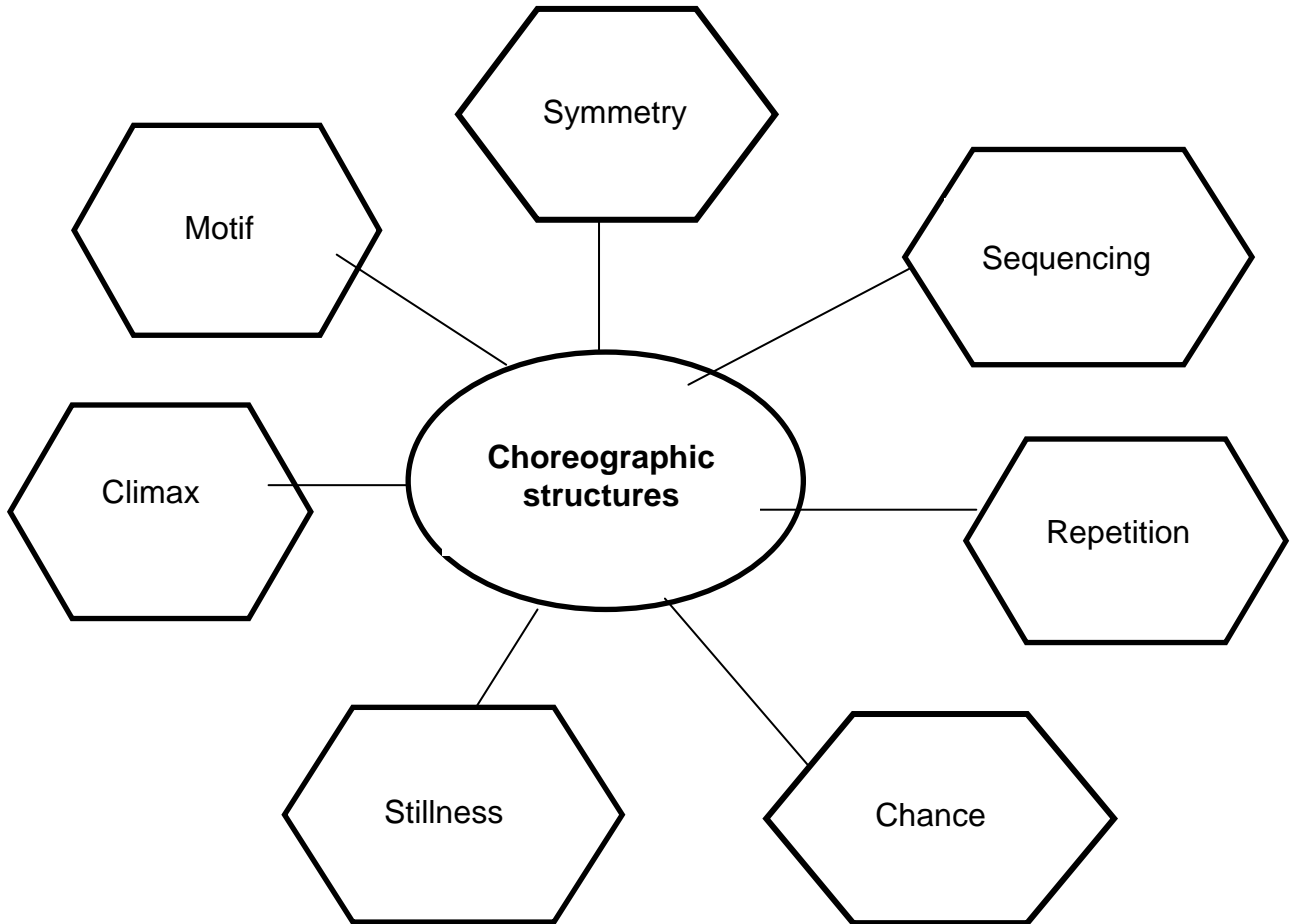 Symmetry
Motif
Sequencing
Choreographic
structures
Climax
Repetition
Stillness
Chance